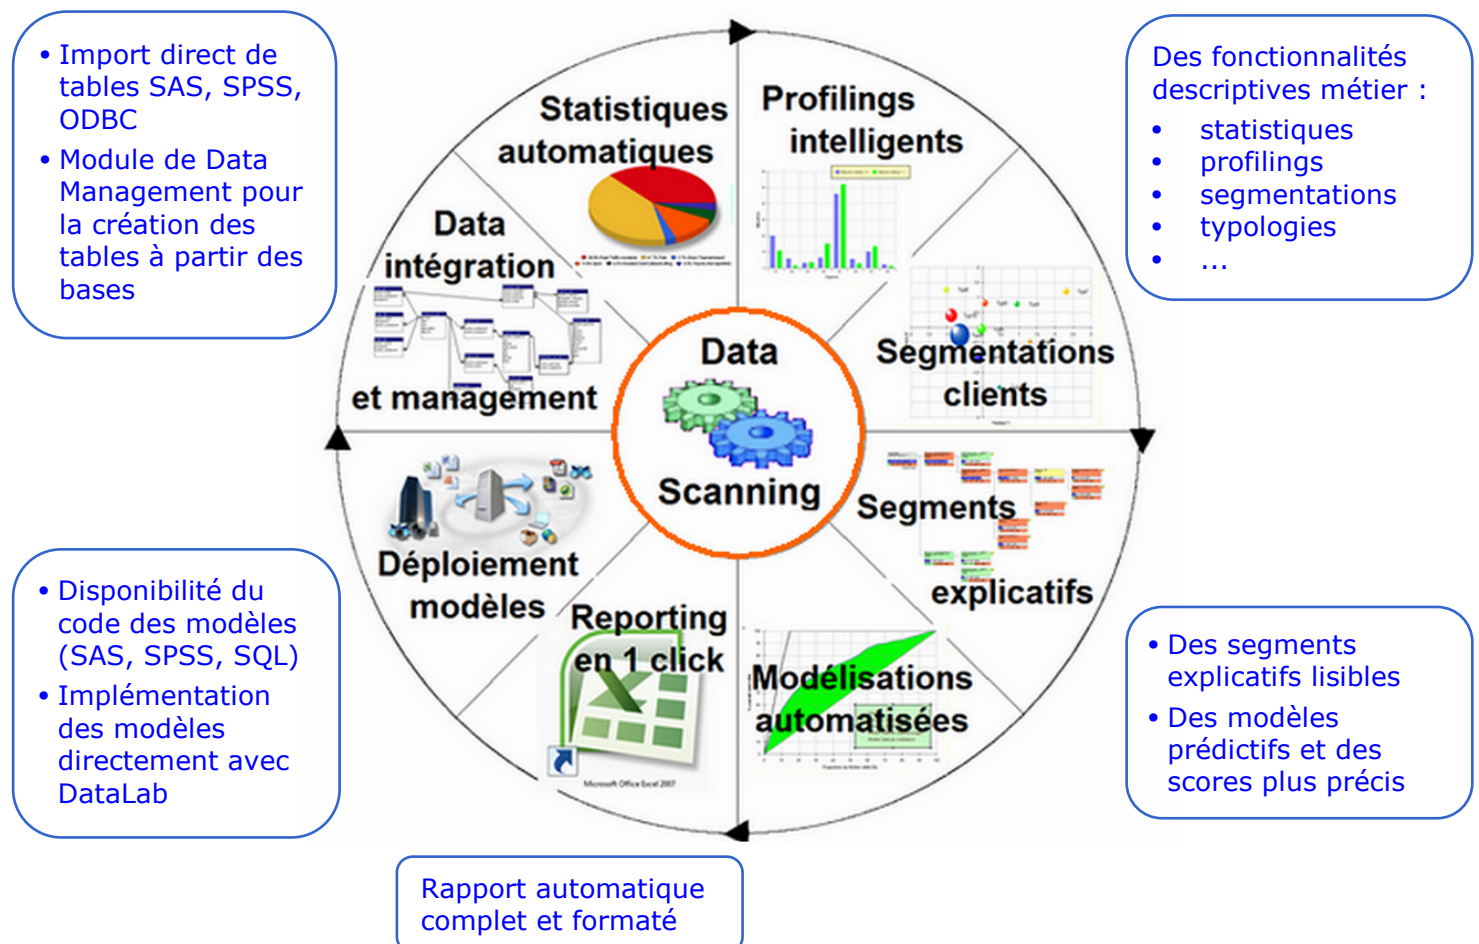 • Import direct de
tables SAS, SPSS,
ODBC
• Module de Data
Management pour
la création des
tables à partir des
bases
Des fonctionnalités
descriptives métier :
• statistiques
• profilings
• segmentations
• typologies
• ...
Statistiques
automatiques
Profilings
intelligents
Data
intégration
et management
Segmentations
clients
Data
Scanning
Segments
explicatifs
Déploiement
modèles
Reporting
en 1 click
Microsoft Office Excel 2007
Modélisations
automatisées
• Disponibilité du
code des modèles
(SAS, SPSS, SQL)
• Implémentation
des modèles
directement avec
DataLab
• Des segments
explicatifs lisibles
• Des modèles
prédictifs et des
scores plus précis
Rapport automatique
complet et formaté